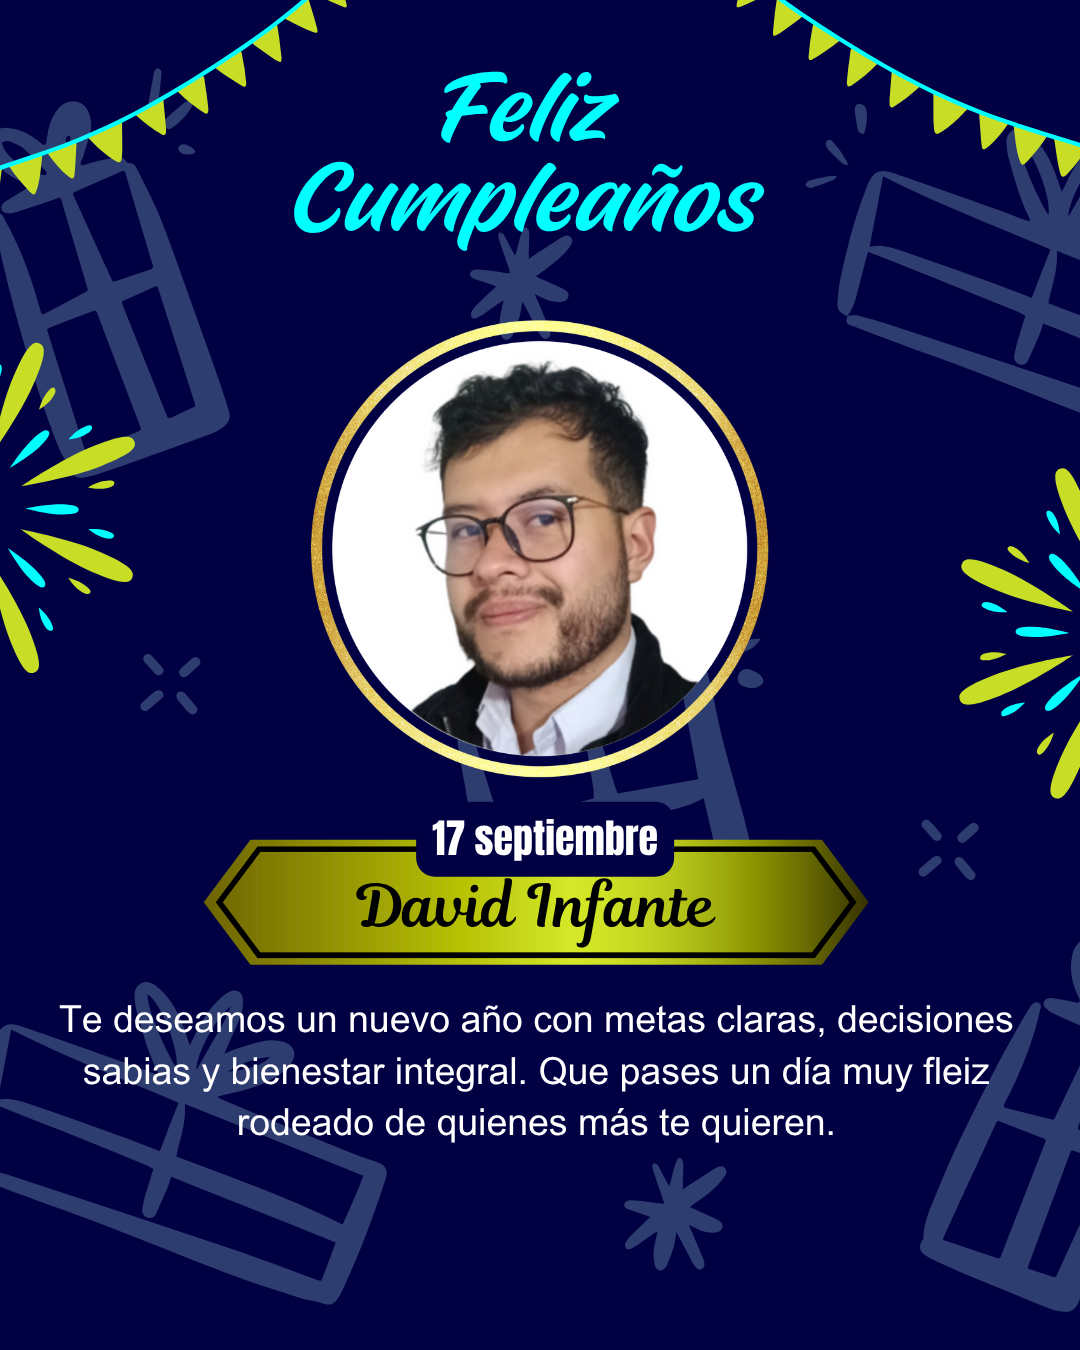 Feliz
Cumpleaños
17 septiembre
David Infante
Te deseamos un nuevo año con metas claras, decisiones
sabias y bienestar integral. Que pases un día muy fleiz
rodeado de quienes más te quieren.